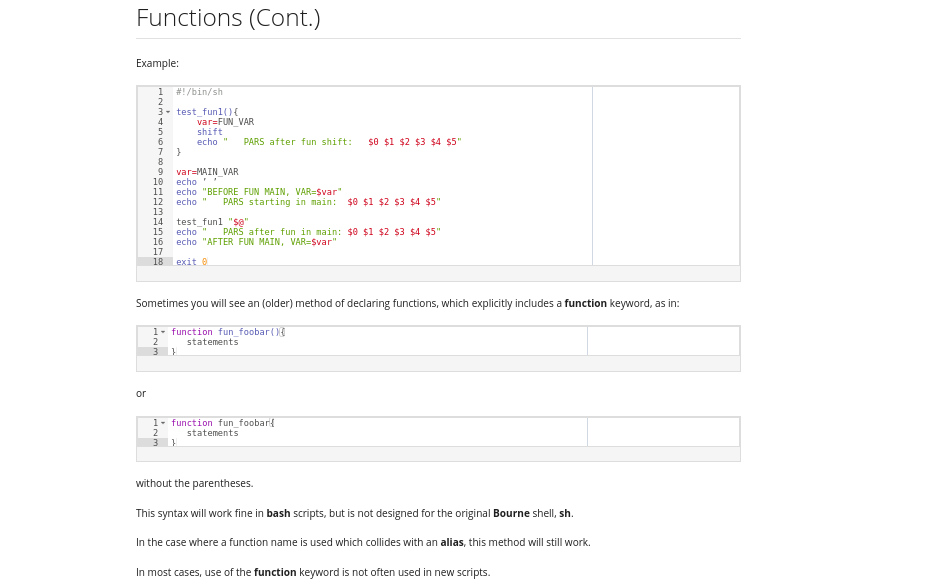 Functions (Cont.)
Example:
1 #!/bin/sh
2
3 test_fun1(){
4     var=FUN_VAR
5     shift
6     echo "   PARS after fun shift:   $0 $1 $2 $3 $4 $5"
7 }
8
9 var=MAIN_VAR
10 echo ‘ ’
11 echo "BEFORE FUN MAIN, VAR=$var"
12 echo "   PARS starting in main:  $0 $1 $2 $3 $4 $5"
13
14 test_fun1 "$@"
15 echo "   PARS after fun in main: $0 $1 $2 $3 $4 $5"
16 echo "AFTER FUN MAIN, VAR=$var"
17
18 exit 0
Sometimes you will see an (older) method of declaring functions, which explicitly includes a function keyword, as in:
1 function fun_foobar(){
2    statements
3 }
or
1 function fun_foobar{
2    statements
3 }
without the parentheses.
This syntax will work fine in bash scripts, but is not designed for the original Bourne shell, sh.
In the case where a function name is used which collides with an alias, this method will still work.
In most cases, use of the function keyword is not often used in new scripts.